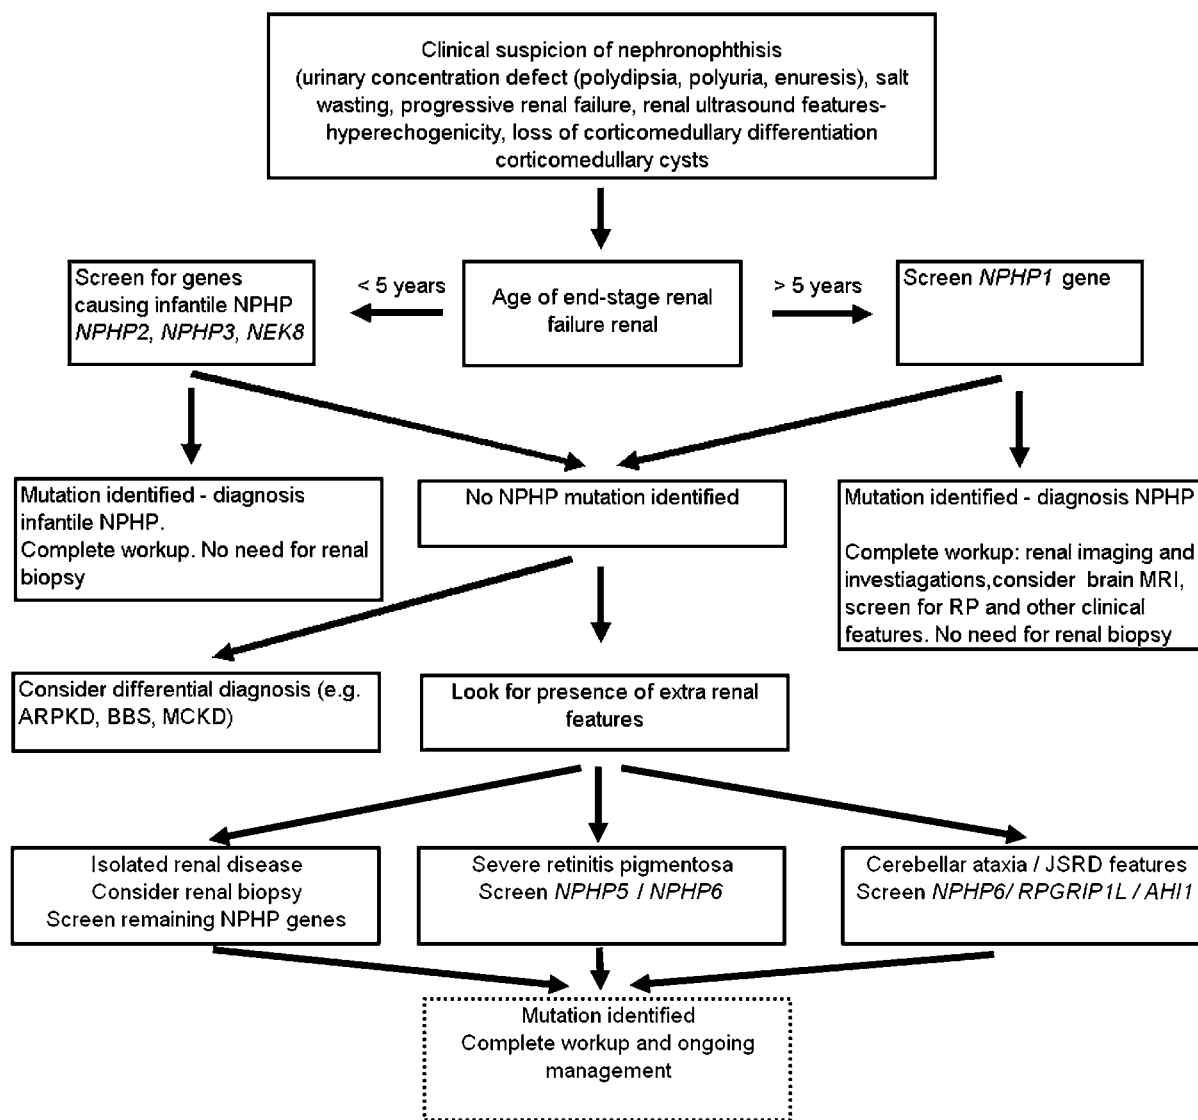 Clinical suspicion of nephronophthisis
(urinary concentration defect (polydipsia, polyuria, enuresis), salt
wasting, progressive renal failure, renal ultrasound features-
hyperechogenicity, loss of corticomedullary differentiation
corticomedullary cysts)
Screen for genes
causing infantile NPHP
NPHP2, NPHP3, NEK8
< 5 years
Age of end-stage renal
failure renal
> 5 years
Screen NPHP1 gene
Mutation identified - diagnosis
infantile NPHP.
Complete workup. No need for renal
biopsy
No NPHP mutation identified
Mutation identified - diagnosis NPHP
Complete workup: renal imaging and
investiagations,consider brain MRI,
screen for RP and other clinical
features. No need for renal biopsy
Consider differential diagnosis (e.g.
ARPKD, BBS, MCKD)
Look for presence of extra renal
features
Isolated renal disease
Consider renal biopsy
Screen remaining NPHP genes
Severe retinitis pigmentosa
Screen NPHP5 / NPHP6
Cerebellar ataxia / JSRD features
Screen NPHP6/ RPGRIP1L / AHI1
Mutation identified
Complete workup and ongoing
management